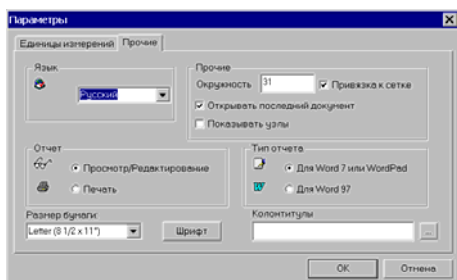 Параметры
Единицы измерений Прочие
Язык
Русский
Прочие
Окружность 31 Привязка к сетке
Открывать последний документ
Показывать узлы
Отчет
Просмотр/Редактирование
Печать
Тип отчета
Для Word 7 или WordPad
Для Word 97
Размер бумаги
Letter (8 1/2 x 11")
Шрифт
Колонтитулы
...
OK Отмена